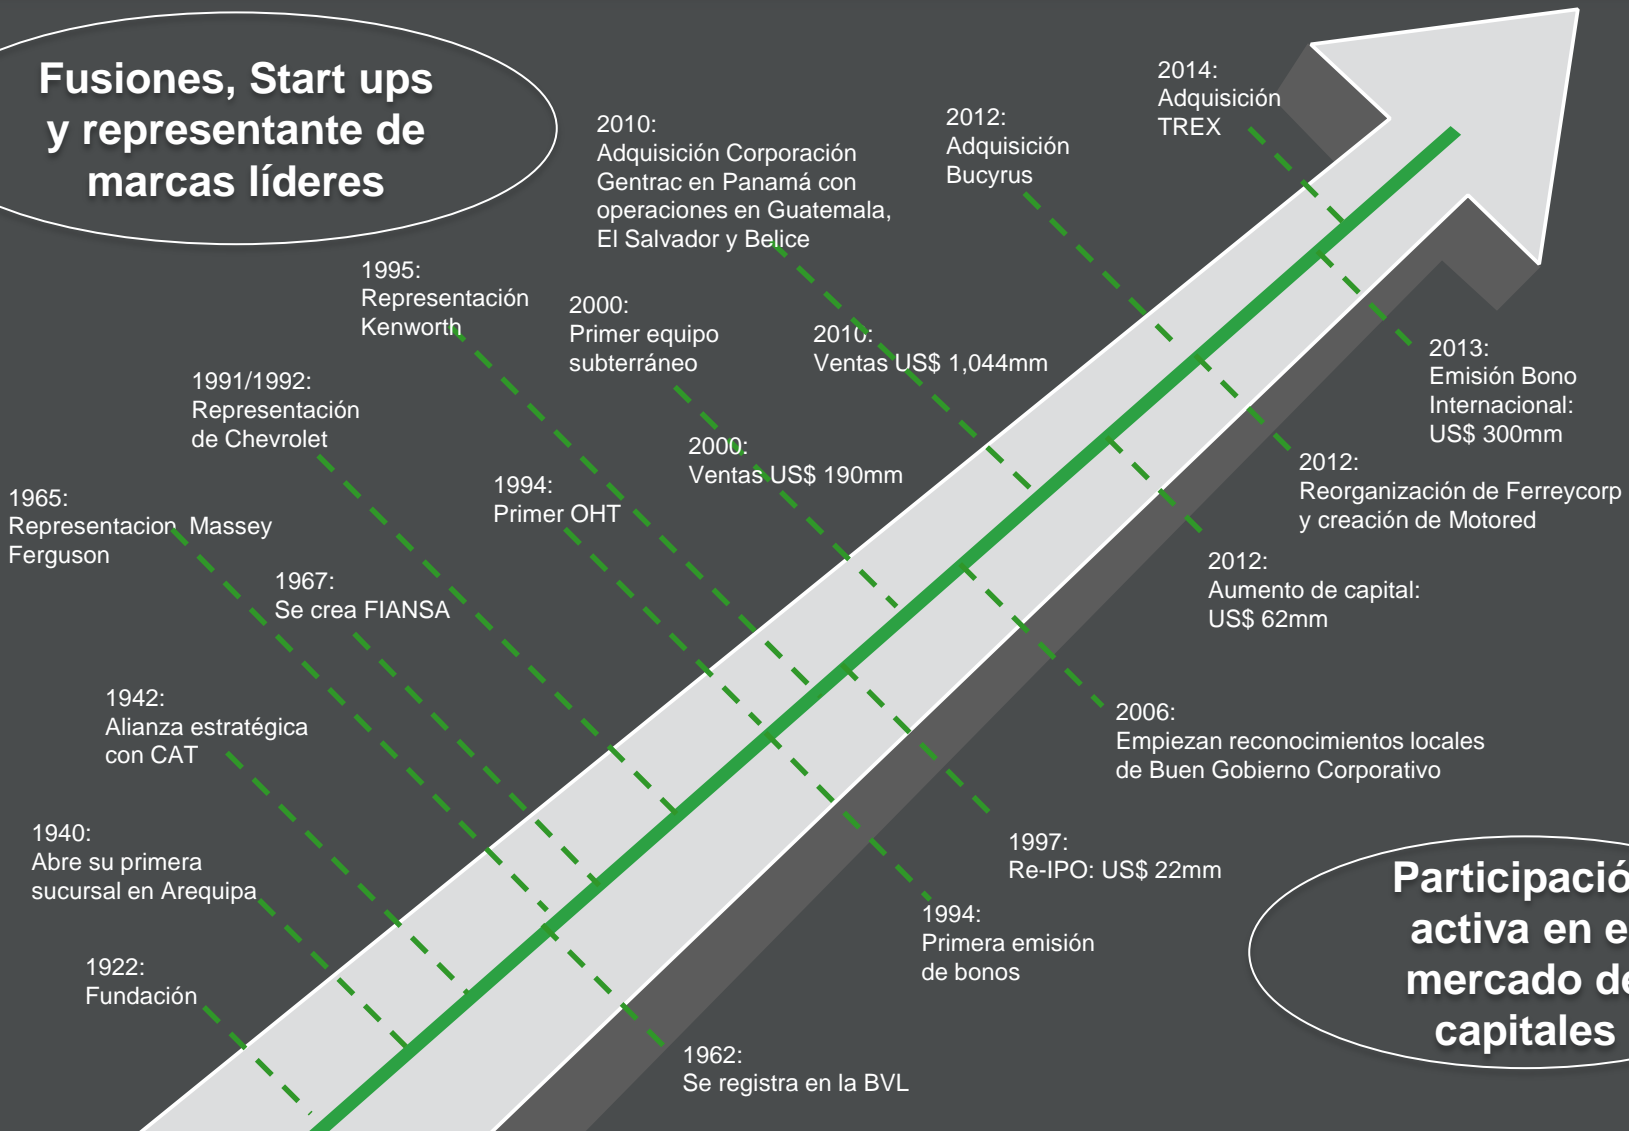 Fusiones, Start ups
y representante de
marcas líderes
2014:
Adquisición
TREX
2012:
Adquisición
Bucyrus
2010:
Adquisición Corporación
Gentrac en Panamá con
operaciones en Guatemala,
El Salvador y Belice
1995:
Representación
Kenworth
2000:
Primer equipo
subterráneo
2010:
Ventas US$ 1,044mm
1991/1992:
Representación
de Chevrolet
2000:
Ventas US$ 190mm
1994:
Primer OHT
1965:
Representacion Massey
Ferguson
1967:
Se crea FIANSA
1942:
Alianza estratégica
con CAT
1940:
Abre su primera
sucursal en Arequipa
1922:
Fundación
2013:
Emisión Bono
Internacional:
US$ 300mm
2012:
Reorganización de Ferreycorp
y creación de Motored
2012:
Aumento de capital:
US$ 62mm
2006:
Empiezan reconocimientos locales
de Buen Gobierno Corporativo
1997:
Re-IPO: US$ 22mm
1994:
Primera emisión
de bonos
1962:
Se registra en la BVL
Participació
activa en e
mercado de
capitales